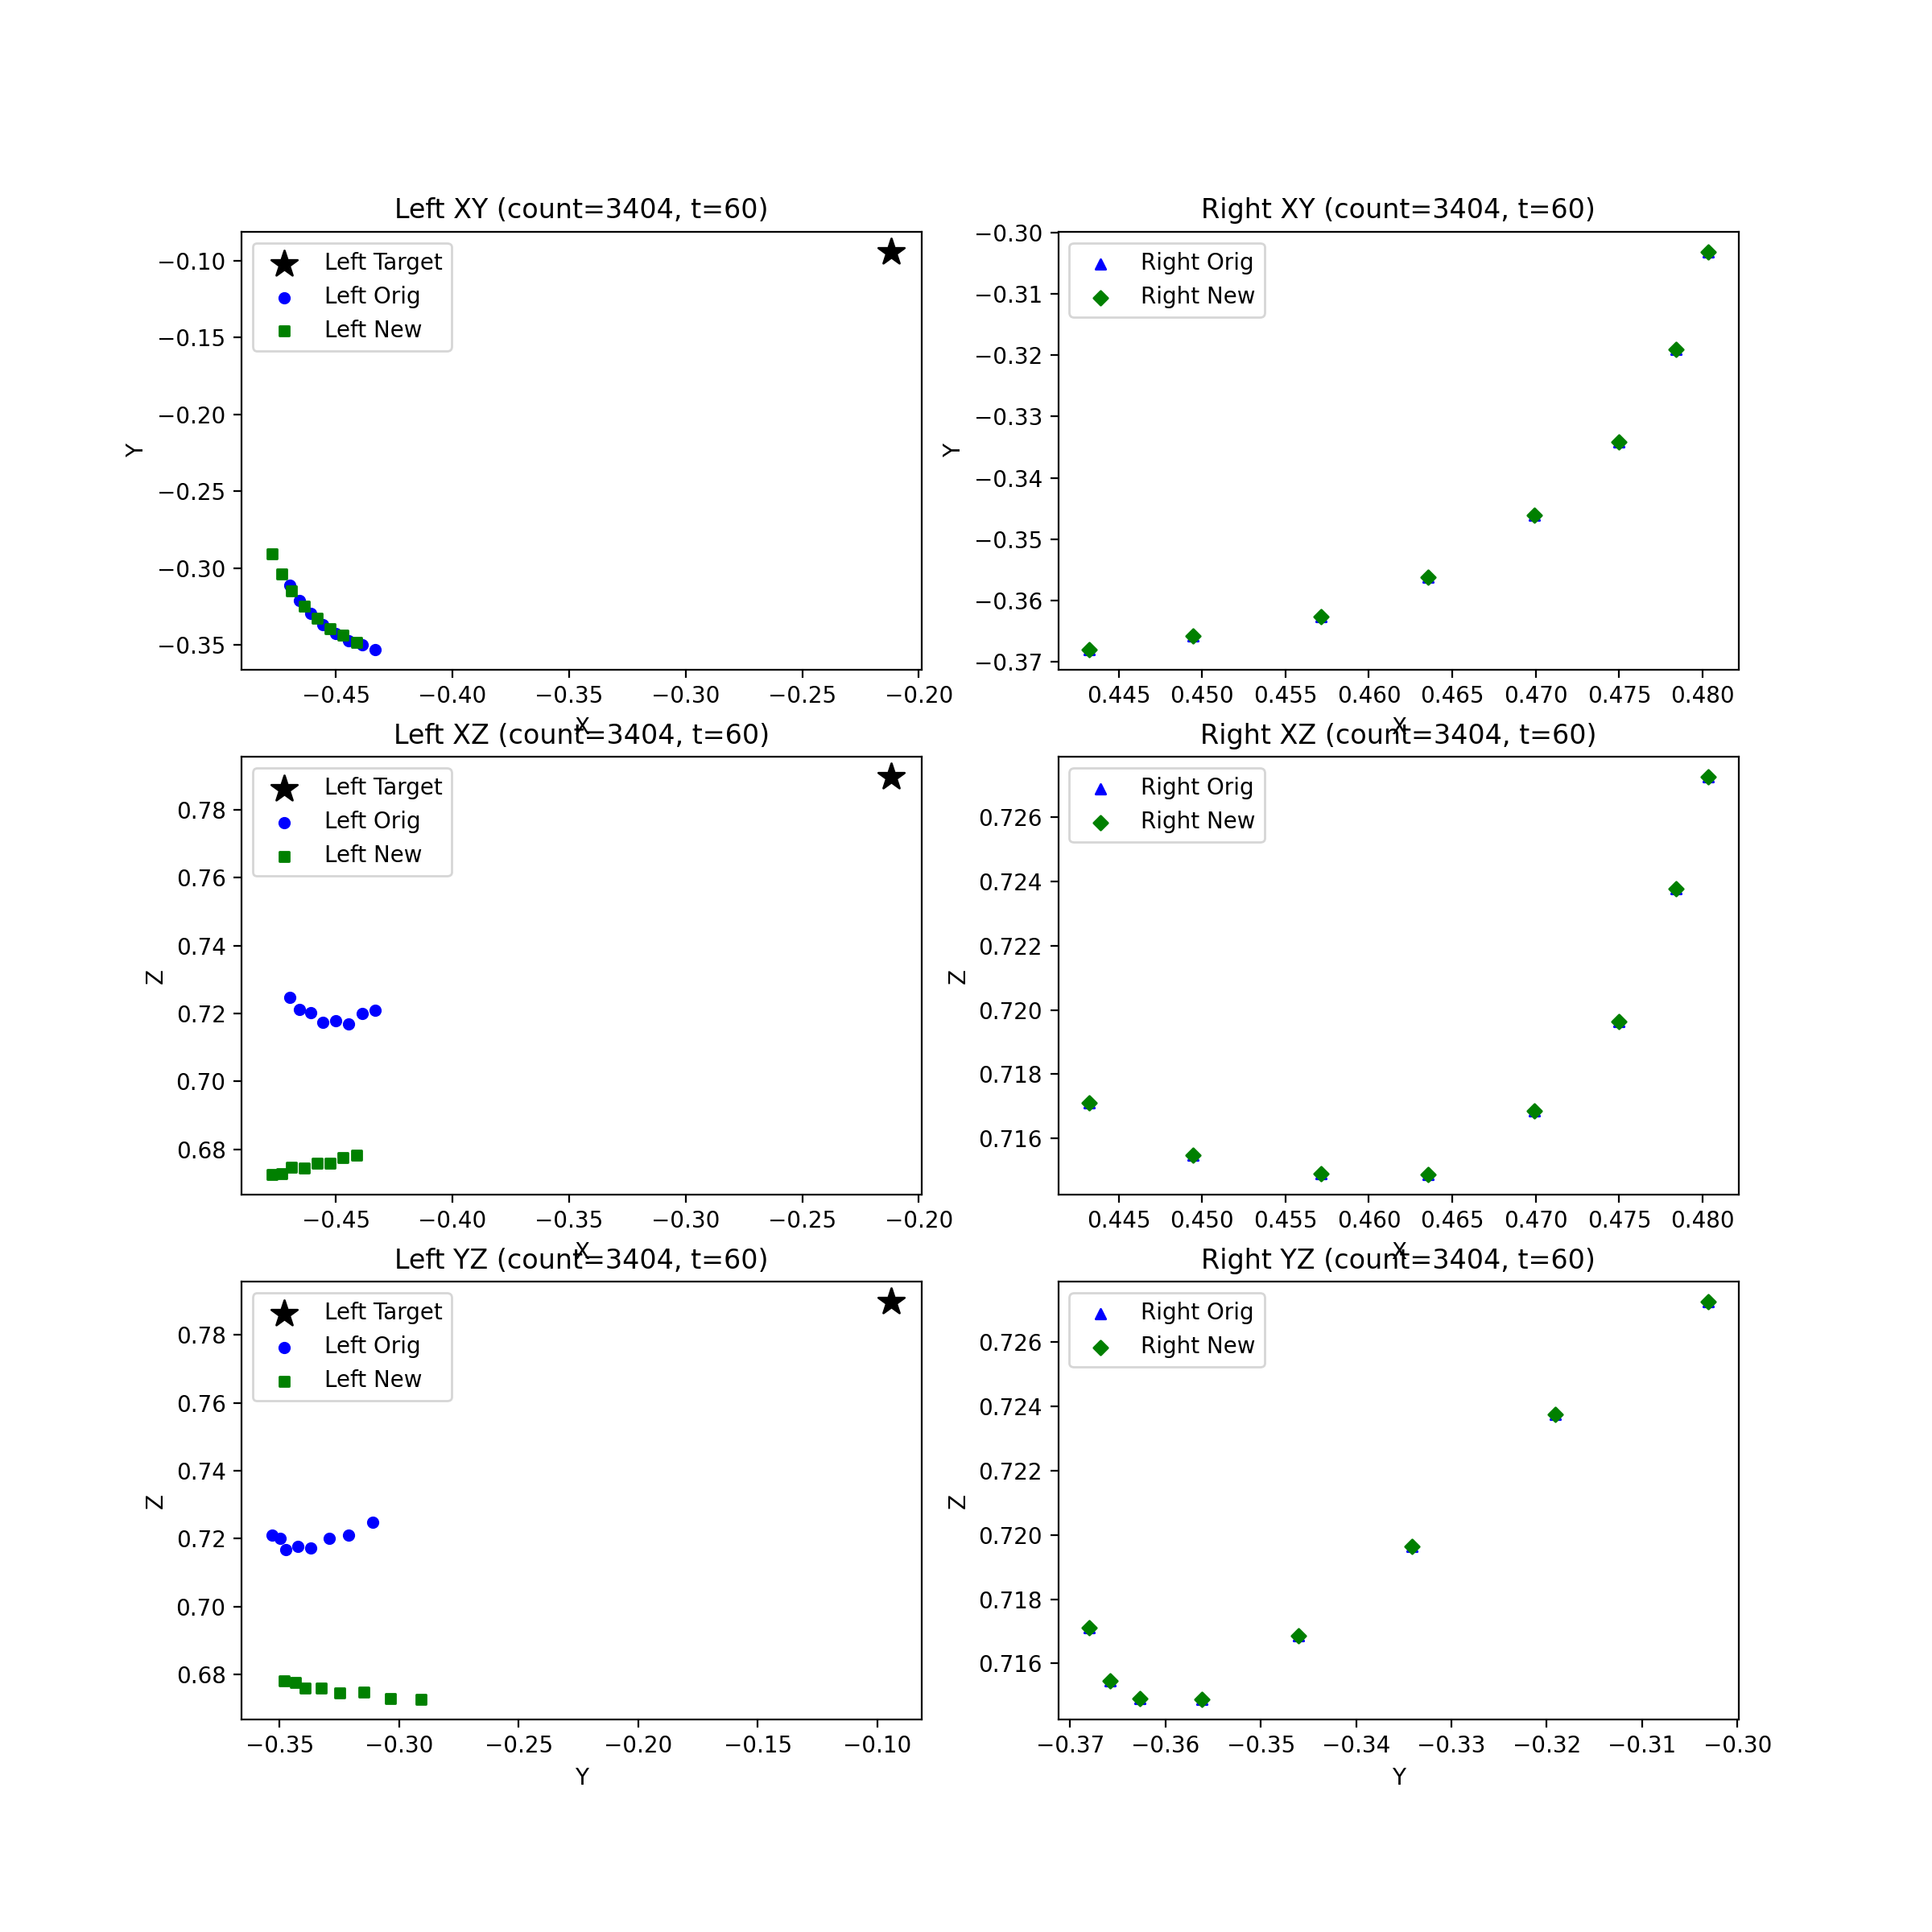 Left XY (count=3404, t=60)
Left Target
Left Orig
Left New
−0.10
−0.15
−0.20
−0.25
−0.30
−0.35
Y
−0.45 −0.40 −0.35 −0.30 −0.25 −0.20
X
Right XY (count=3404, t=60)
Right Orig
Right New
−0.30
−0.31
−0.32
−0.33
−0.34
−0.35
−0.36
−0.37
Y
0.445 0.450 0.455 0.460 0.465 0.470 0.475 0.480
X
Left XZ (count=3404, t=60)
Left Target
Left Orig
Left New
0.78
0.76
0.74
0.72
0.70
0.68
Z
−0.45 −0.40 −0.35 −0.30 −0.25 −0.20
X
Right XZ (count=3404, t=60)
Right Orig
Right New
0.726
0.724
0.722
0.720
0.718
0.716
Z
0.445 0.450 0.455 0.460 0.465 0.470 0.475 0.480
X
Left YZ (count=3404, t=60)
Left Target
Left Orig
Left New
0.78
0.76
0.74
0.72
0.70
0.68
Z
−0.35 −0.30 −0.25 −0.20 −0.15 −0.10
Y
Right YZ (count=3404, t=60)
Right Orig
Right New
0.726
0.724
0.722
0.720
0.718
0.716
Z
−0.37 −0.36 −0.35 −0.34 −0.33 −0.32 −0.31 −0.30
Y